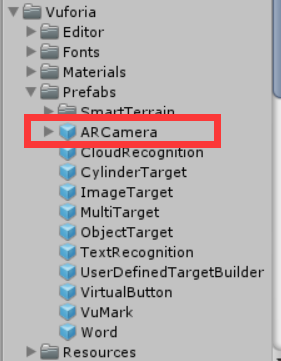 Vuforia
Editor
Fonts
Materials
Prefabs
SmartTerrain
ARCamera
CloudRecognition
CylinderTarget
ImageTarget
MultiTarget
ObjectTarget
TextRecognition
UserDefinedTargetBuilder
VirtualButton
VuMark
Word
Resources